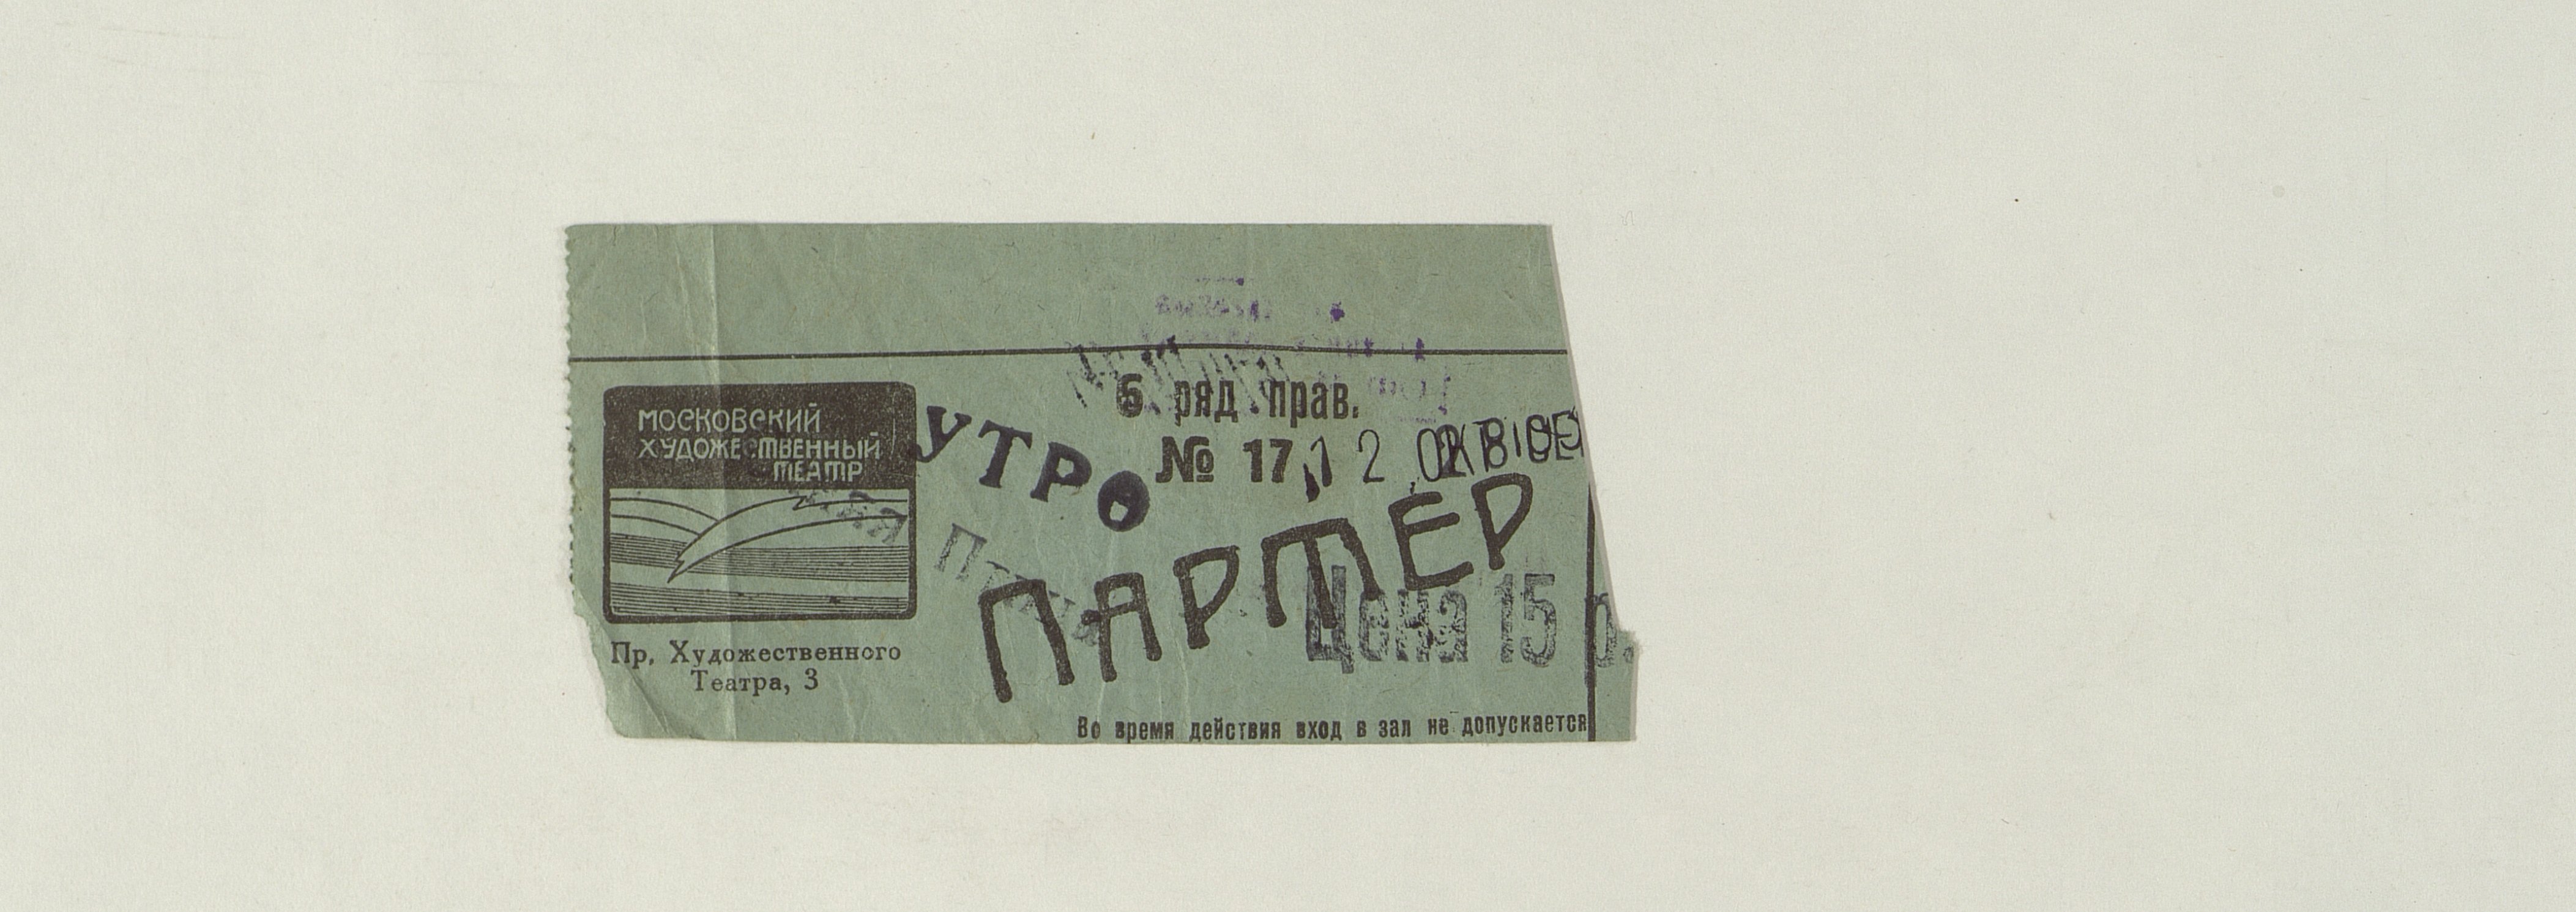 МОСКОВСКИЙ
ХУДОЖЕСТВЕННЫЙ
ТЕАТР
Пр. Художественного
Театра, 3
УТРО
6 ряд прав.
№ 17
12
ПАРТЕР
Цена 15 р.
Во время действия вход в зал не допускается